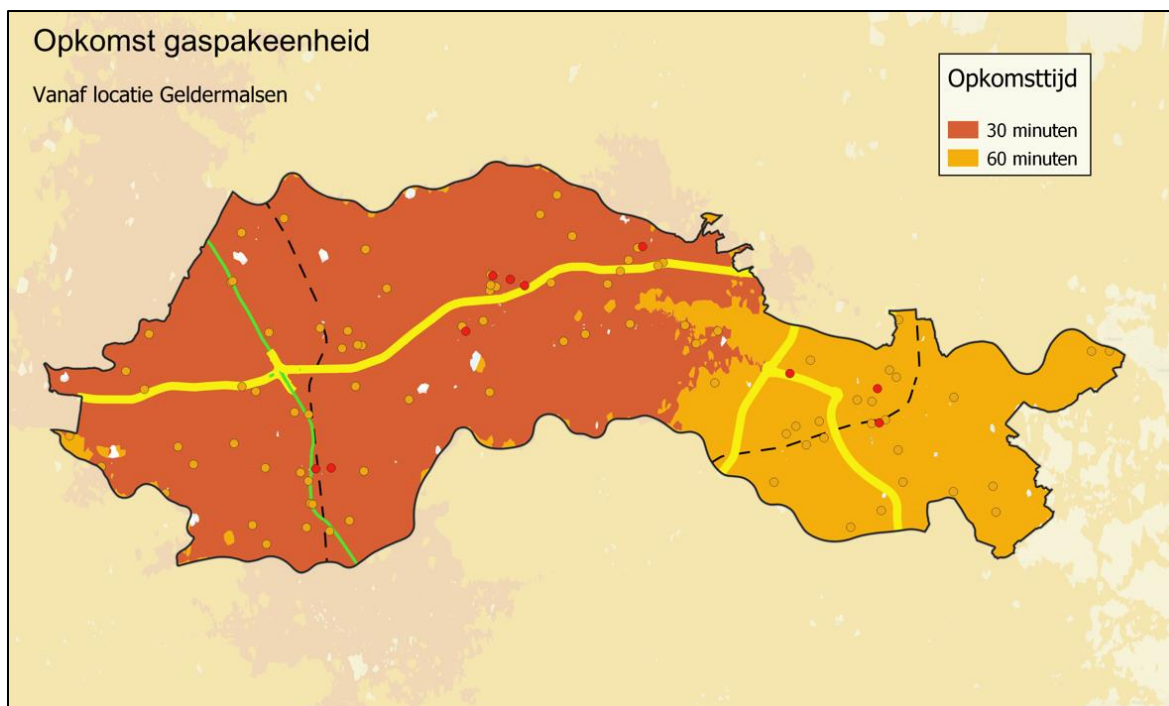 Opkomst gaspakeenheid
Vanaf locatie Geldermalsen
Opkomsttijd
30 minuten
60 minuten